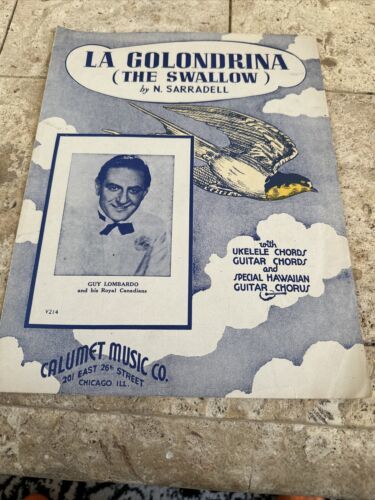 LA GOLONDRINA
(THE SWALLOW)
by N. SARRADELL
GUY LOMBARDO
and his Royal Canadians
V214
with
UKELELE CHORDS
GUITAR CHORDS
and
SPECIAL HAWAIIAN
GUITAR CHORUS
CALUMET MUSIC CO.
201 EAST 26th STREET
CHICAGO ILL.